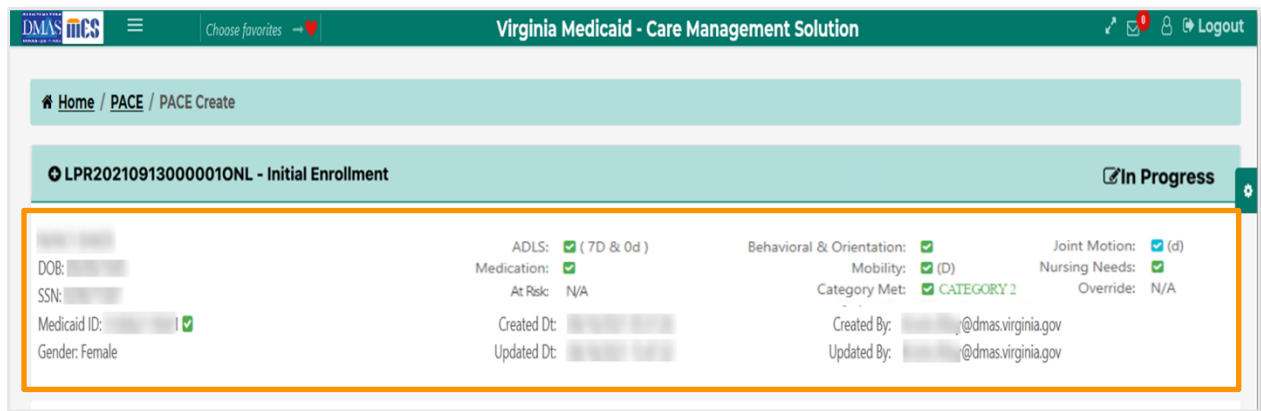 DMAS mes Choose favorites Virginia Medicaid - Care Management Solution 0 Logout
Home / PACE / PACE Create
LPR20210913000001ONL - Initial Enrollment In Progress
ADLS: ( 7D & 0d ) Behavioral & Orientation: Joint Motion: (d)
DOB: Medication: Mobility: (D) Nursing Needs:
SSN: At Risk: N/A Category Met: CATEGORY 2 Override: N/A
Medicaid ID: Created Dt: Created By: @dmas.virginia.gov
Gender: Female Updated Dt: Updated By: @dmas.virginia.gov